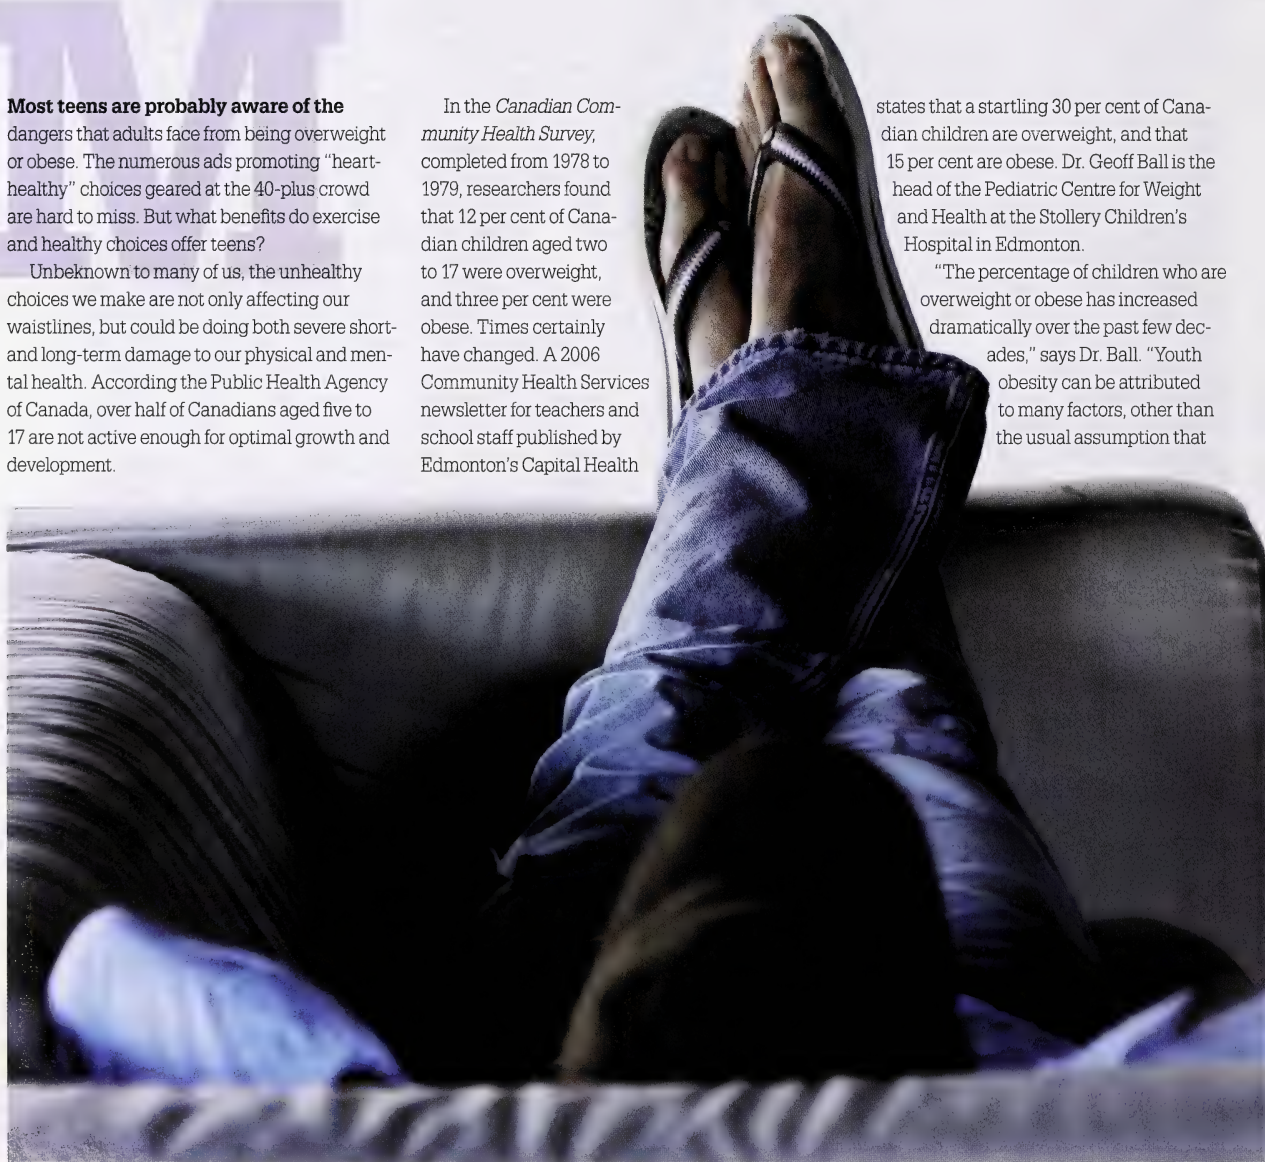 M
Most teens are probably aware of the
dangers that adults face from being overweight
or obese. The numerous ads promoting “heart-
healthy” choices geared at the 40-plus crowd
are hard to miss. But what benefits do exercise
and healthy choices offer teens?
Unbeknown to many of us, the unhealthy
choices we make are not only affecting our
waistlines, but could be doing both severe short-
and long-term damage to our physical and men-
tal health. According the Public Health Agency
of Canada, over half of Canadians aged five to
17 are not active enough for optimal growth and
development.
In the Canadian Com-
munity Health Survey,
completed from 1978 to
1979, researchers found
that 12 per cent of Cana-
dian children aged two
to 17 were overweight,
and three per cent were
obese. Times certainly
have changed. A 2006
Community Health Services
newsletter for teachers and
school staff published by
Edmonton’s Capital Health
states that a startling 30 per cent of Cana-
dian children are overweight, and that
15 per cent are obese. Dr. Geoff Ball is the
head of the Pediatric Centre for Weight
and Health at the Stollery Children’s
Hospital in Edmonton.
“The percentage of children who are
overweight or obese has increased
dramatically over the past few dec-
ades,” says Dr. Ball. “Youth
obesity can be attributed
to many factors, other than
the usual assumption that